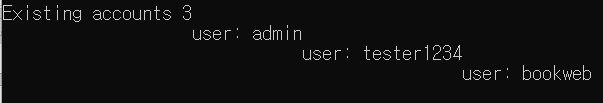 Existing accounts 3
user: admin
user: tester1234
user: bookweb